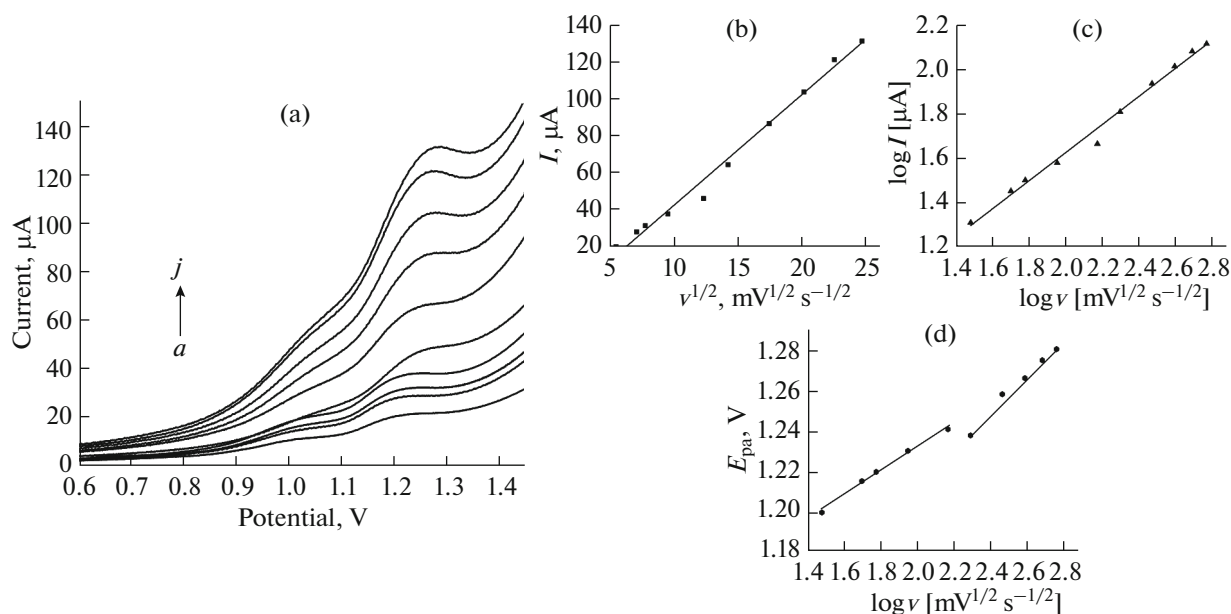 (a)
140
120
100
80
60
40
20
0
Current, μA
j
a
0.6 0.7 0.8 0.9 1.0 1.1 1.2 1.3 1.4
Potential, V
(b)
140
120
100
80
60
40
20
I, μA
5 10 15 20 25
v1/2, mV1/2 s–1/2
(c)
2.2
2.0
1.8
1.6
1.4
1.2
log I [μA]
1.4 1.6 1.8 2.0 2.2 2.4 2.6 2.8
log v [mV1/2 s–1/2]
(d)
1.28
1.26
1.24
1.22
1.20
1.18
Epa, V
1.4 1.6 1.8 2.0 2.2 2.4 2.6 2.8
log v [mV1/2 s–1/2]